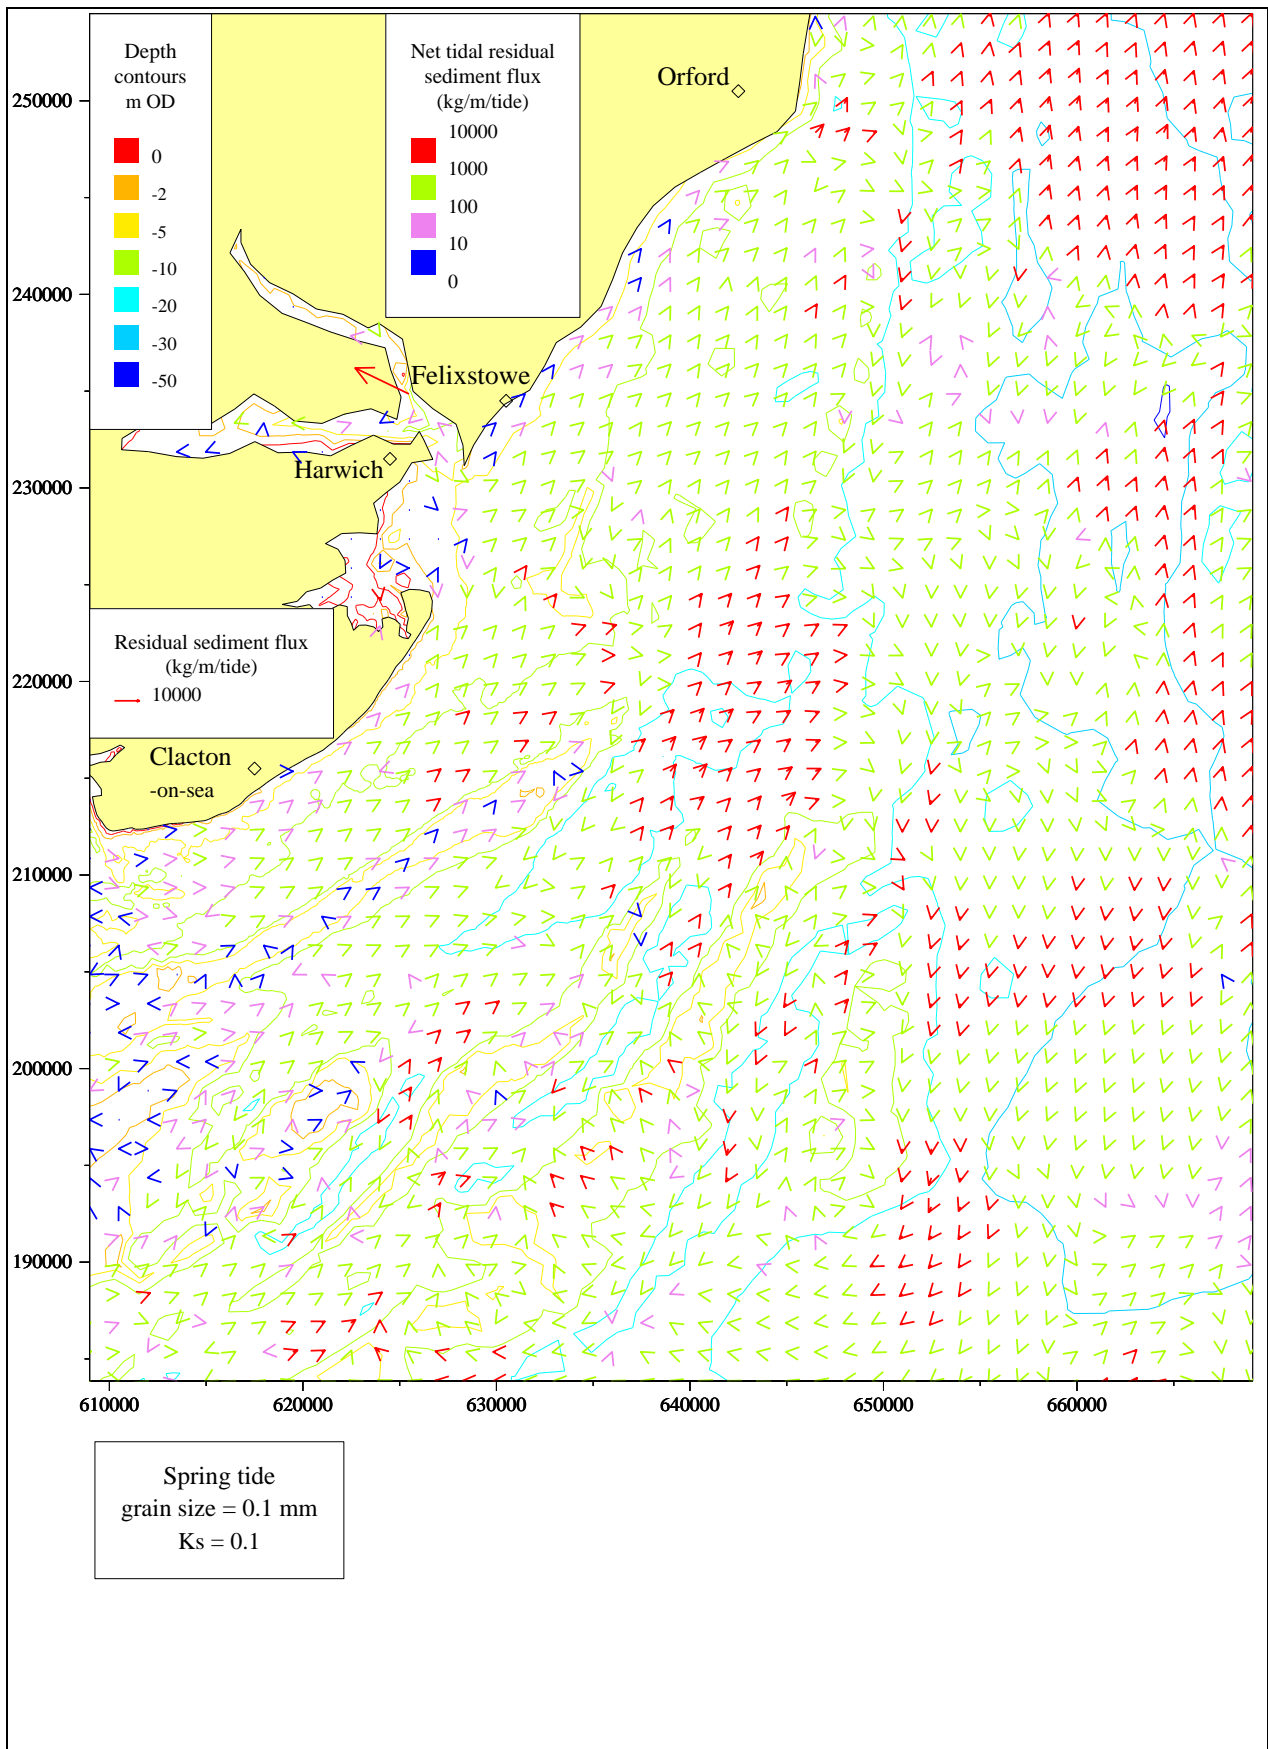 Depth
contours
m OD
0
-2
-5
-10
-20
-30
-50
Net tidal residual
sediment flux
(kg/m/tide)
10000
1000
100
10
0
Orford
Felixstowe
Harwich
Residual sediment flux
(kg/m/tide)
10000
Clacton
-on-sea
250000
240000
230000
220000
210000
200000
190000
610000
620000
630000
640000
650000
660000
Spring tide
grain size = 0.1 mm
Ks = 0.1